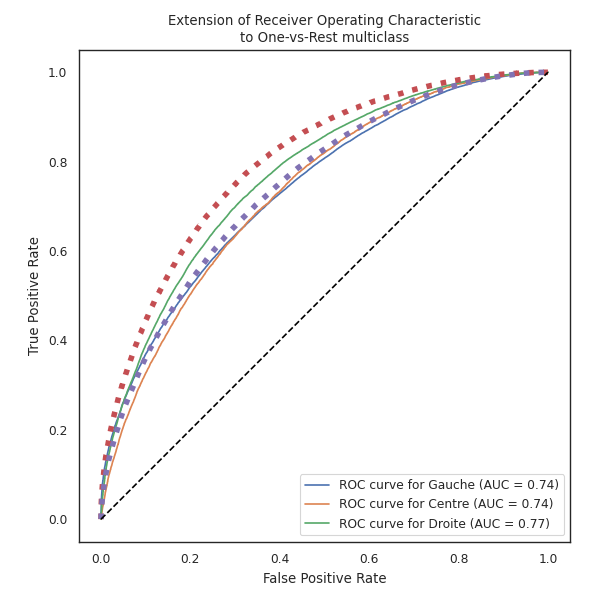 Extension of Receiver Operating Characteristic
to One-vs-Rest multiclass
True Positive Rate
1.0
0.8
0.6
0.4
0.2
0.0
ROC curve for Gauche (AUC = 0.74)
ROC curve for Centre (AUC = 0.74)
ROC curve for Droite (AUC = 0.77)
0.0 0.2 0.4 0.6 0.8 1.0
False Positive Rate